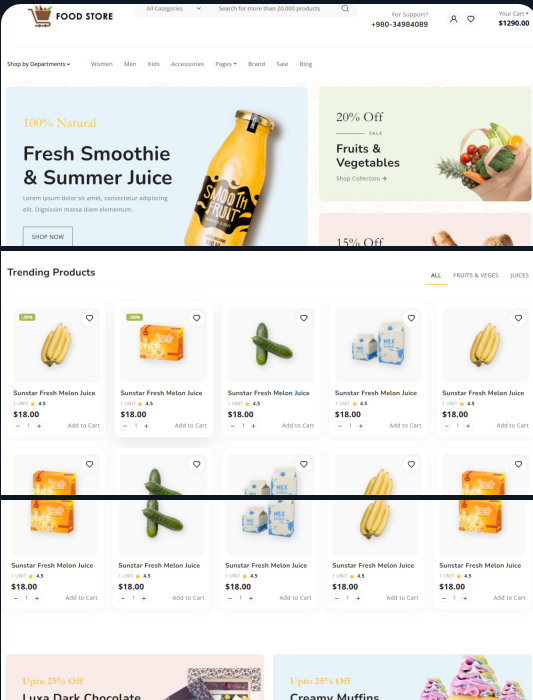 FOOD STORE
All Categories
Search for more than 20,000 products
For Support?
+980-34984089
Your Cart
$1290.00
Shop by Departments
Women
Men
Kids
Accessories
Pages
Brand
Sale
Blog
100% Natural
Fresh Smoothie
& Summer Juice
Lorem ipsum dolor sit amet, consectetur adipiscing
elit. Dignissim massa diam elementum.
SHOP NOW
SMOOTH
FRUIT
20% Off
SALE
Fruits &
Vegetables
Shop Collection →
15% Off
Trending Products
ALL
FRUITS & VEGES
JUICES
-30%
-30%
Sunstar Fresh Melon Juice
1 UNIT 4.5
$18.00
− 1 + Add to Cart
Sunstar Fresh Melon Juice
1 UNIT 4.5
$18.00
− 1 + Add to Cart
Sunstar Fresh Melon Juice
1 UNIT 4.5
$18.00
− 1 + Add to Cart
MILK
MILK
Sunstar Fresh Melon Juice
1 UNIT 4.5
$18.00
− 1 + Add to Cart
Sunstar Fresh Melon Juice
1 UNIT 4.5
$18.00
− 1 + Add to Cart
MILK
MILK
Sunstar Fresh Melon Juice
1 UNIT 4.5
$18.00
− 1 + Add to Cart
Sunstar Fresh Melon Juice
1 UNIT 4.5
$18.00
− 1 + Add to Cart
MILK
MILK
Sunstar Fresh Melon Juice
1 UNIT 4.5
$18.00
− 1 + Add to Cart
Sunstar Fresh Melon Juice
1 UNIT 4.5
$18.00
− 1 + Add to Cart
Sunstar Fresh Melon Juice
1 UNIT 4.5
$18.00
− 1 + Add to Cart
Upto 25% Off
Luxa Dark Chocolate
Upto 25% Off
Creamy Muffins